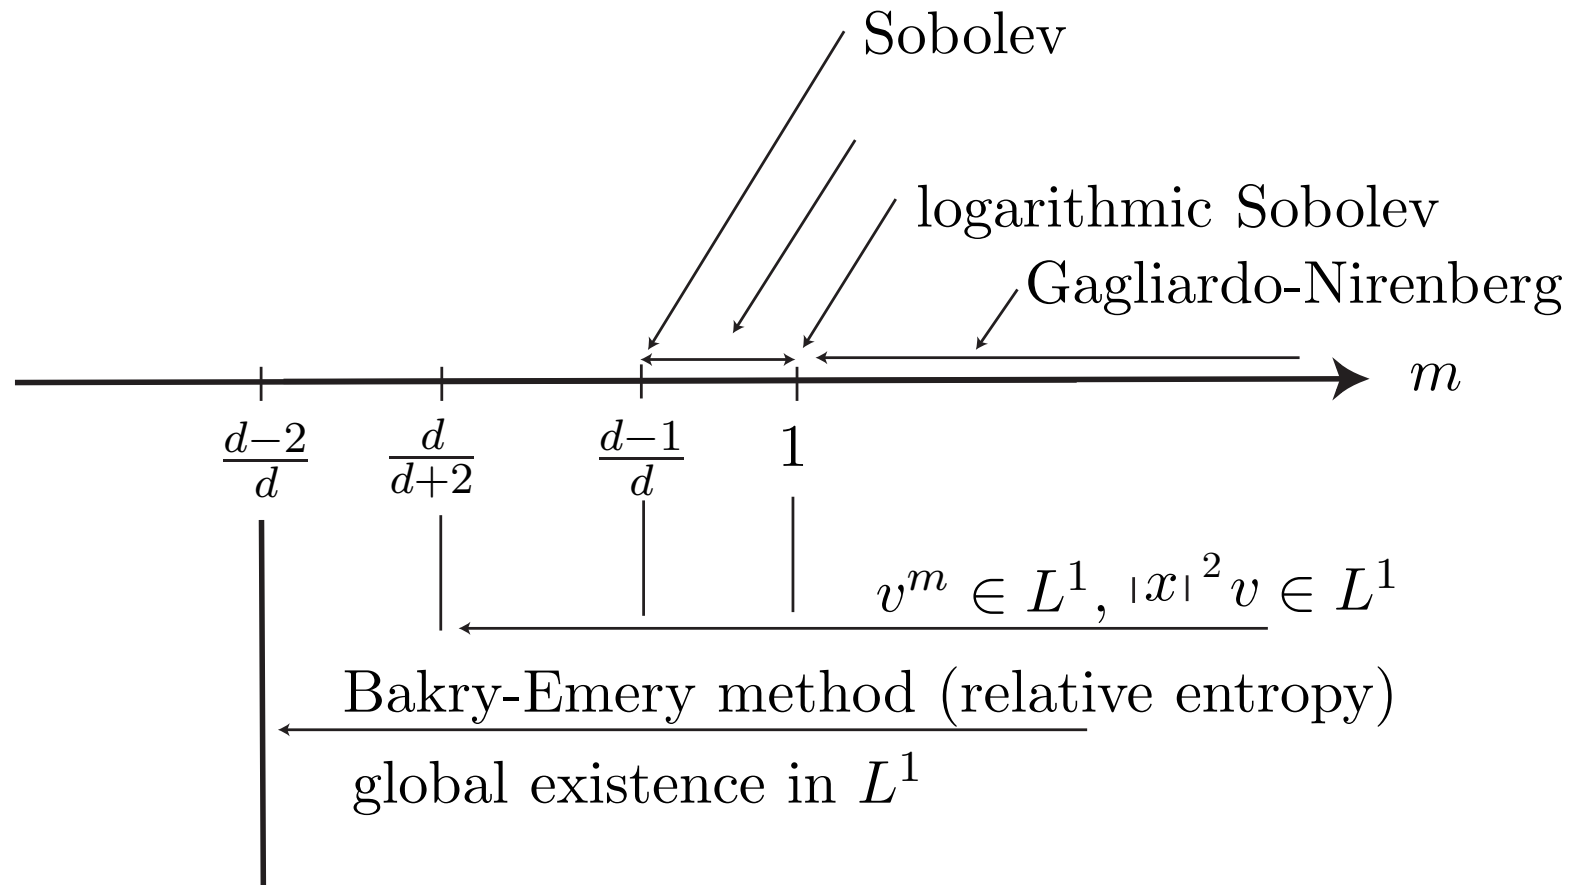 Sobolev
logarithmic Sobolev
Gagliardo-Nirenberg
m
d−2/d d/d+2 d−1/d 1
v^m ∈ L^1, |x|^2 v ∈ L^1
Bakry-Emery method (relative entropy)
global existence in L^1